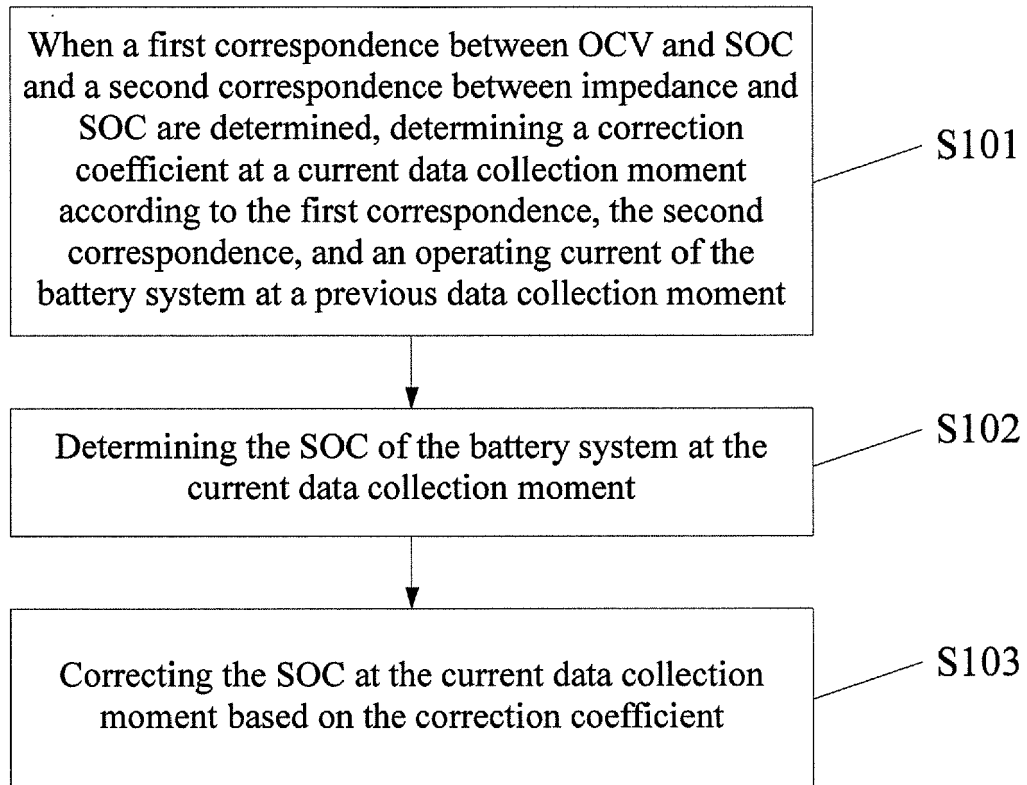 When a first correspondence between OCV and SOC
and a second correspondence between impedance and
SOC are determined, determining a correction
coefficient at a current data collection moment
according to the first correspondence, the second
correspondence, and an operating current of the
battery system at a previous data collection moment
S101
Determining the SOC of the battery system at the
current data collection moment
S102
Correcting the SOC at the current data collection
moment based on the correction coefficient
S103